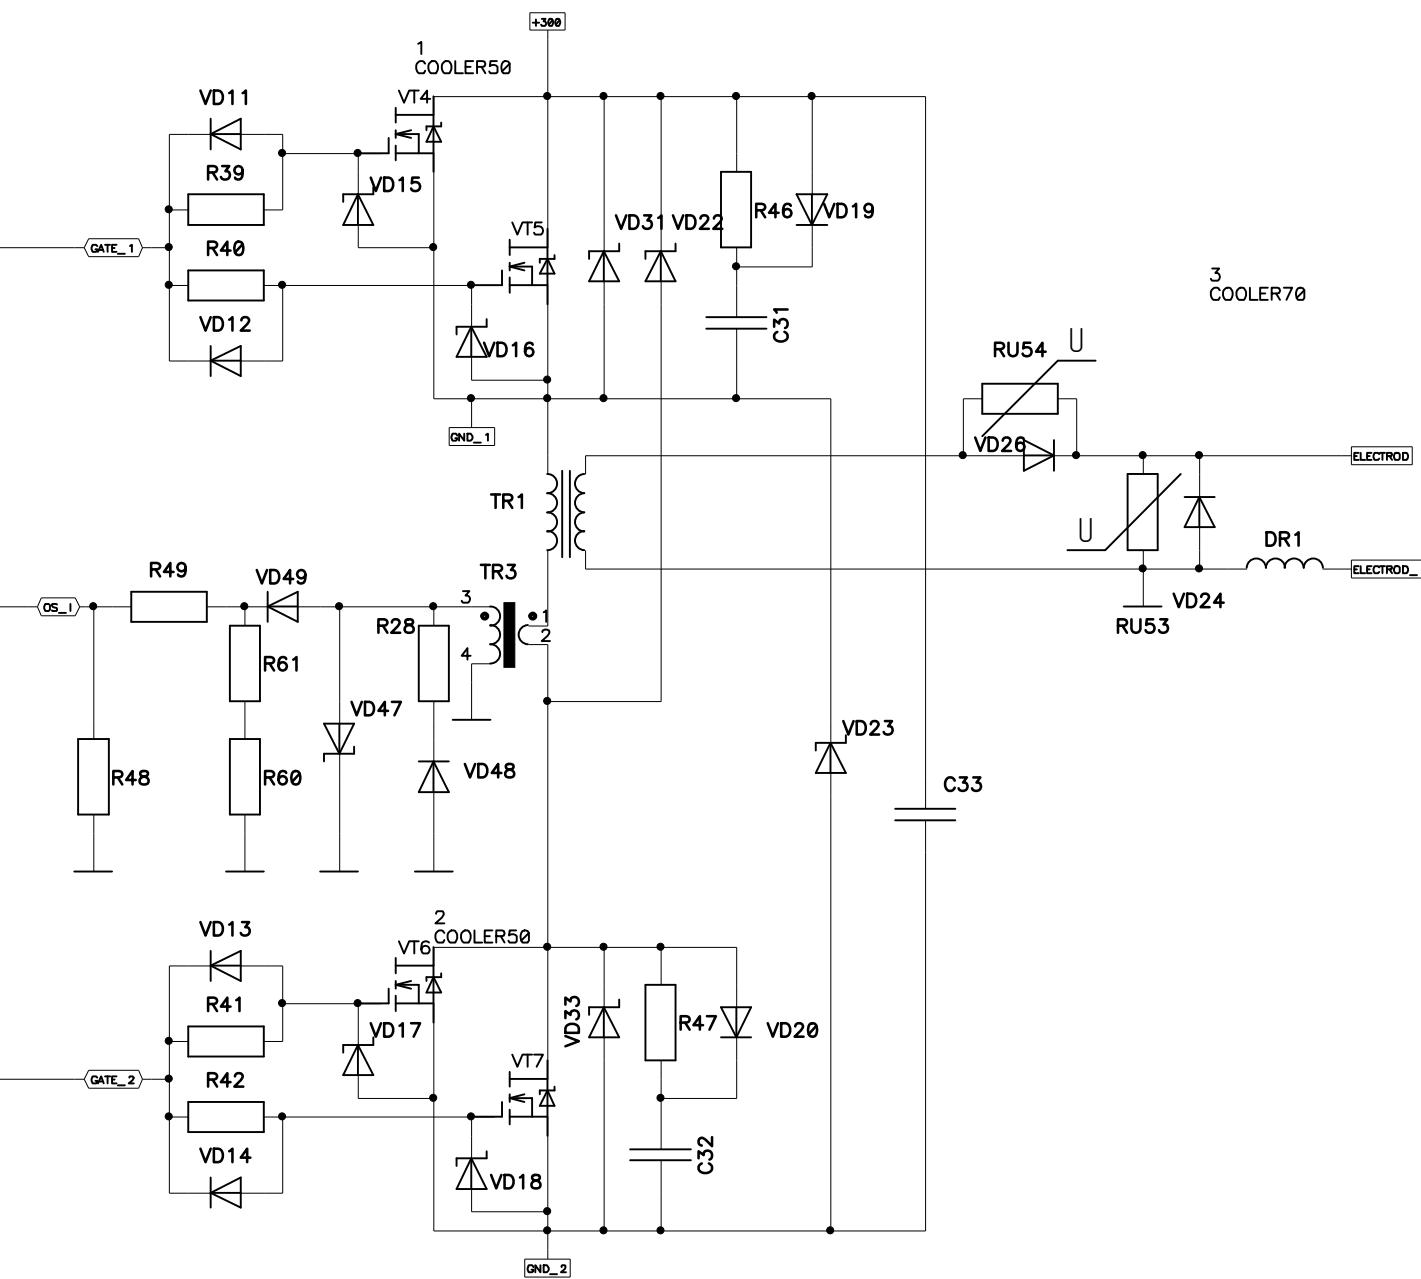 +300
1
COOLER50
VD11
VT4
R39
VD15
R46
VD19
VD31
VD22
VT5
GATE_1
R40
3
COOLER70
VD12
VD16
C31
RU54
U
GND_1
VD26
ELECTROD
TR1
U
DR1
R49
VD49
TR3
ELECTROD_
3
1
OS_I
VD24
R28
2
RU53
4
R61
VD47
VD23
VD48
R48
R60
C33
2
COOLER50
VD13
VT6
R41
VD17
VD33
R47
VD20
VT7
GATE_2
R42
VD14
C32
VD18
GND_2